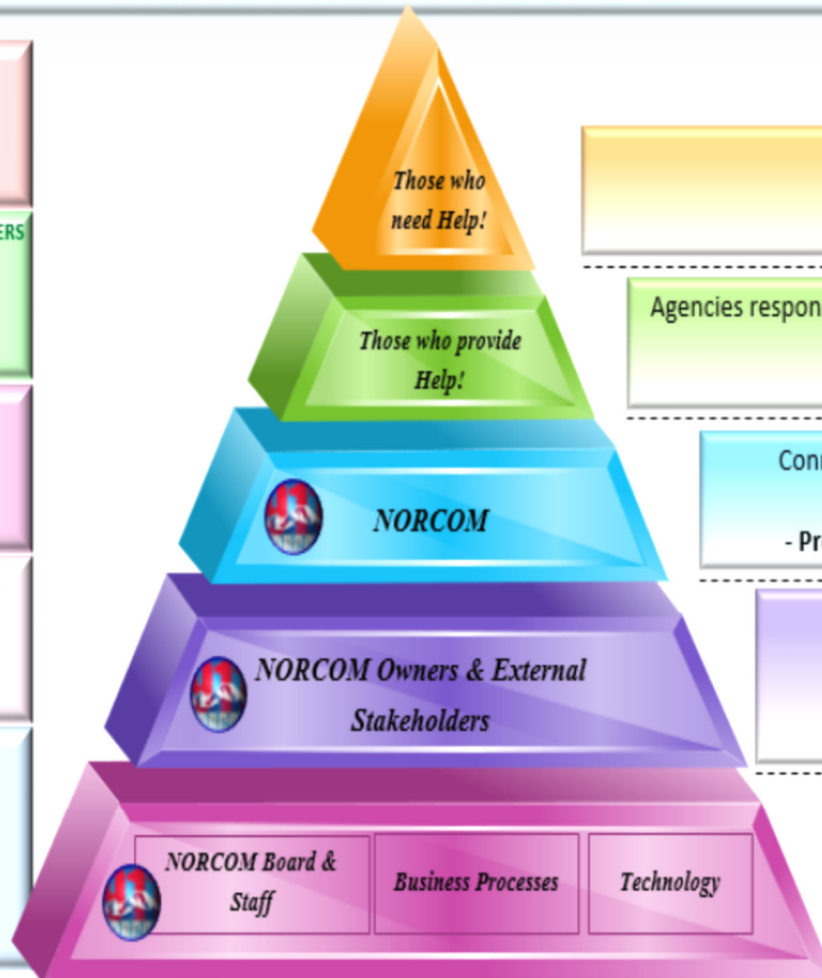 Those who
need Help!
ERS
Those who provide
Help!
Agencies respon
NORCOM
Conn
- Pr
NORCOM Owners & External
Stakeholders
NORCOM Board &
Staff
Business Processes
Technology